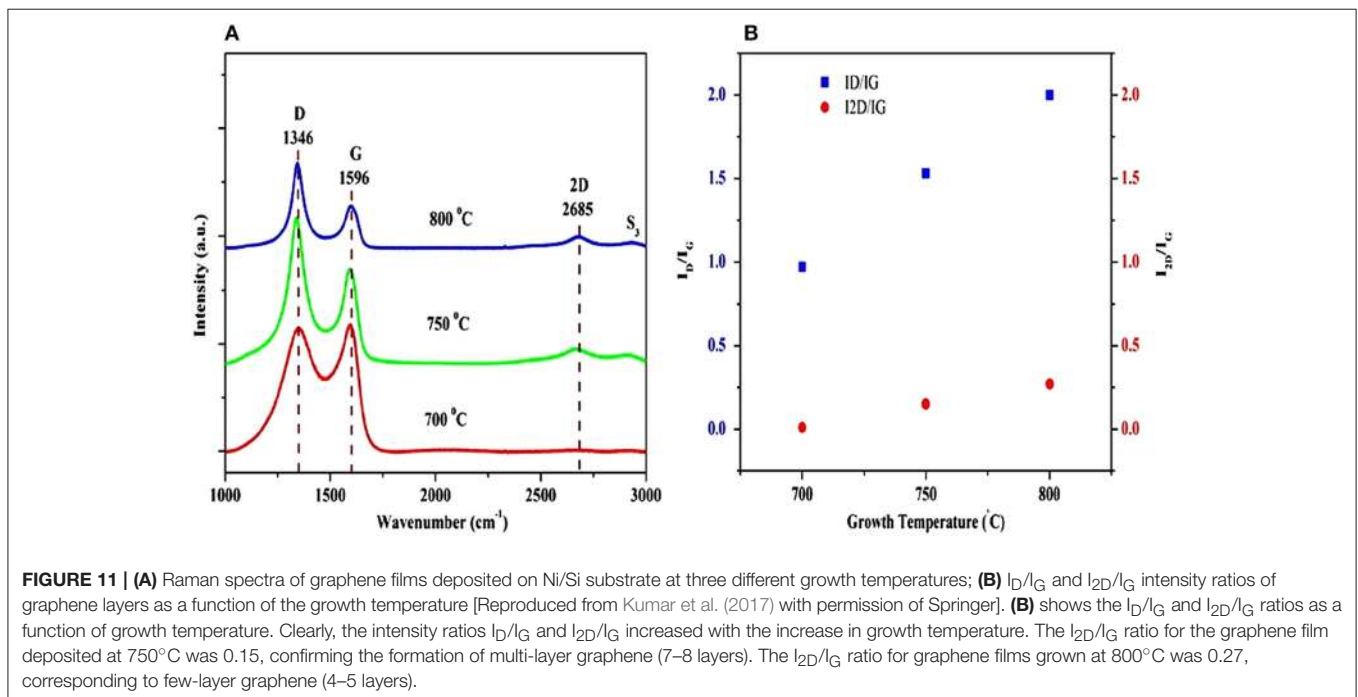 A
B
D
1346
G
1596
2D
2685
S3
800 °C
750 °C
700 °C
Intensity (a.u.)
1000 1500 2000 2500 3000
Wavenumber (cm-1)
ID/IG
I2D/IG
2.0
1.5
1.0
0.5
0.0
ID/IG
2.0
1.5
1.0
0.5
0.0
I2D/IG
700 750 800
Growth Temperature (°C)
FIGURE 11 | (A) Raman spectra of graphene films deposited on Ni/Si substrate at three different growth temperatures; (B) ID/IG and I2D/IG intensity ratios of
graphene layers as a function of the growth temperature [Reproduced from Kumar et al. (2017) with permission of Springer]. (B) shows the ID/IG and I2D/IG ratios as a
function of growth temperature. Clearly, the intensity ratios ID/IG and I2D/IG increased with the increase in growth temperature. The I2D/IG ratio for the graphene film
deposited at 750°C was 0.15, confirming the formation of multi-layer graphene (7–8 layers). The I2D/IG ratio for graphene films grown at 800°C was 0.27,
corresponding to few-layer graphene (4–5 layers).